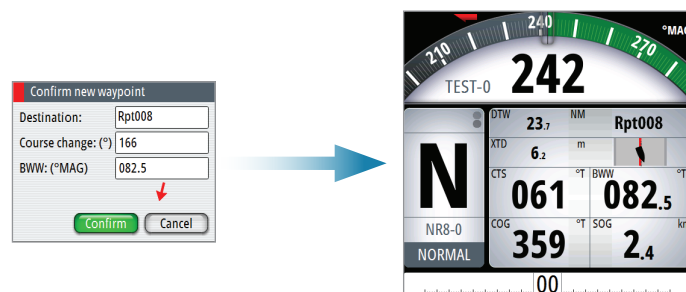 Confirm new waypoint
Destination: Rpt008
Course change: (°) 166
BWW: (°MAG) 082.5
Confirm Cancel
210 240 270 °MAG
TEST-0 242
DTW 23.7 NM Rpt008
XTD 6.2 m
N
CTS 061 °T BWW 082.5 °T
NR8-0
NORMAL
COG 359 °T SOG 2.4 kn
00